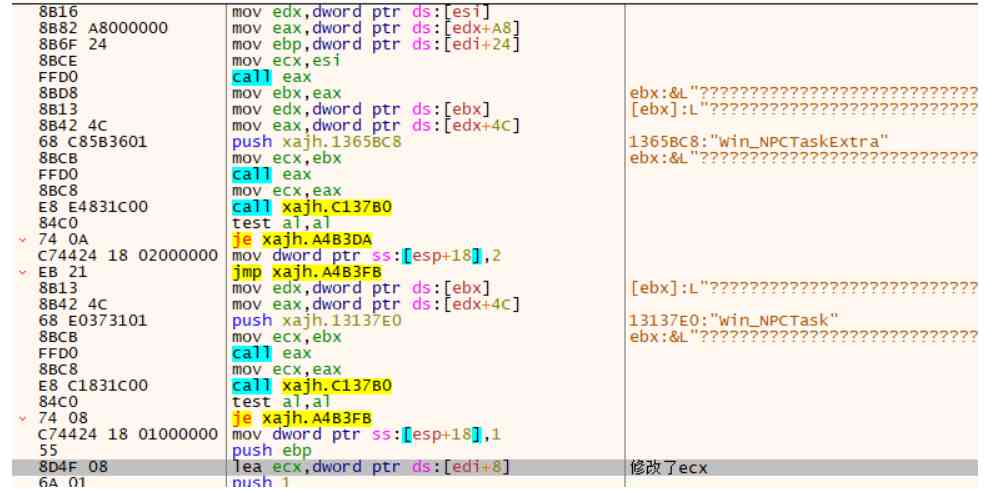 8B16 mov edx,dword ptr ds:[esi]
8B82 A8000000 mov eax,dword ptr ds:[edx+A8]
8B6F 24 mov ebp,dword ptr ds:[edi+24]
8BCE mov ecx,esi
FFD0 call eax
8BD8 mov ebx,eax ebx:&L"????????????????????????????
8B13 mov edx,dword ptr ds:[ebx] [ebx]:L"????????????????????????????
8B42 4C mov eax,dword ptr ds:[edx+4C]
68 C85B3601 push xajh.1365BC8 1365BC8:"Win_NPCTaskExtra"
8BCB mov ecx,ebx ebx:&L"????????????????????????????
FFD0 call eax
8BC8 mov ecx,eax
E8 E4831C00 call xajh.C137B0
84C0 test al,al
74 0A je xajh.A4B3DA
C74424 18 02000000 mov dword ptr ss:[esp+18],2
EB 21 jmp xajh.A4B3FB
8B13 mov edx,dword ptr ds:[ebx] [ebx]:L"????????????????????????????
8B42 4C mov eax,dword ptr ds:[edx+4C]
68 E0373101 push xajh.13137E0 13137E0:"Win_NPCTask"
8BCB mov ecx,ebx ebx:&L"????????????????????????????
FFD0 call eax
8BC8 mov ecx,eax
E8 C1831C00 call xajh.C137B0
84C0 test al,al
74 08 je xajh.A4B3FB
C74424 18 01000000 mov dword ptr ss:[esp+18],1
55 push ebp
8D4F 08 lea ecx,dword ptr ds:[edi+8] 修改了ecx
6A 01 push 1